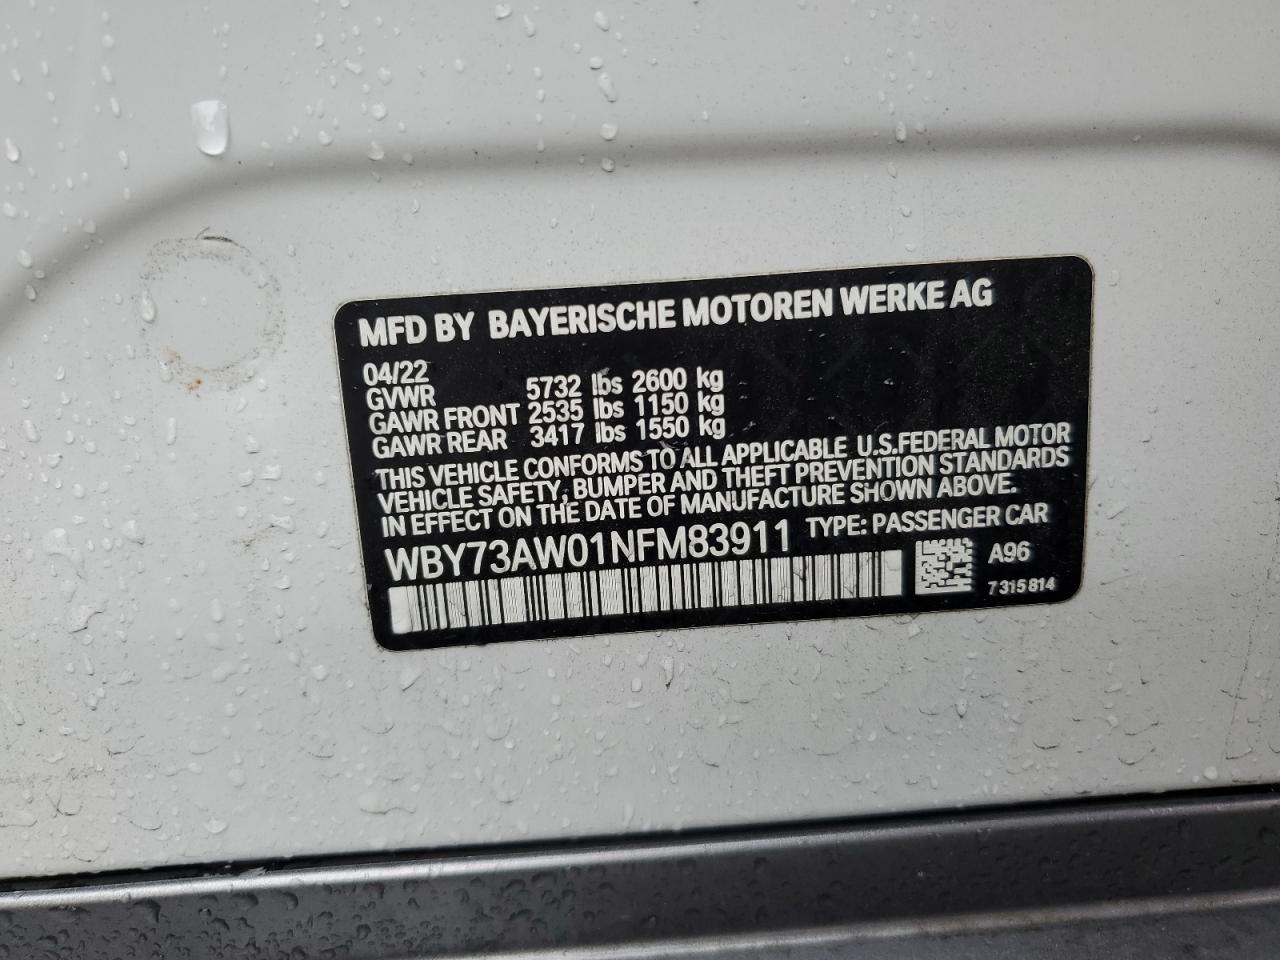 MFD BY BAYERISCHE MOTOREN WERKE AG
04/22
GVWR 5732 lbs 2600 kg
GAWR FRONT 2535 lbs 1150 kg
GAWR REAR 3417 lbs 1550 kg
THIS VEHICLE CONFORMS TO ALL APPLICABLE U.S.FEDERAL MOTOR
VEHICLE SAFETY, BUMPER AND THEFT PREVENTION STANDARDS
IN EFFECT ON THE DATE OF MANUFACTURE SHOWN ABOVE.
WBY73AW01NFM83911 TYPE: PASSENGER CAR
A96
7 315 814